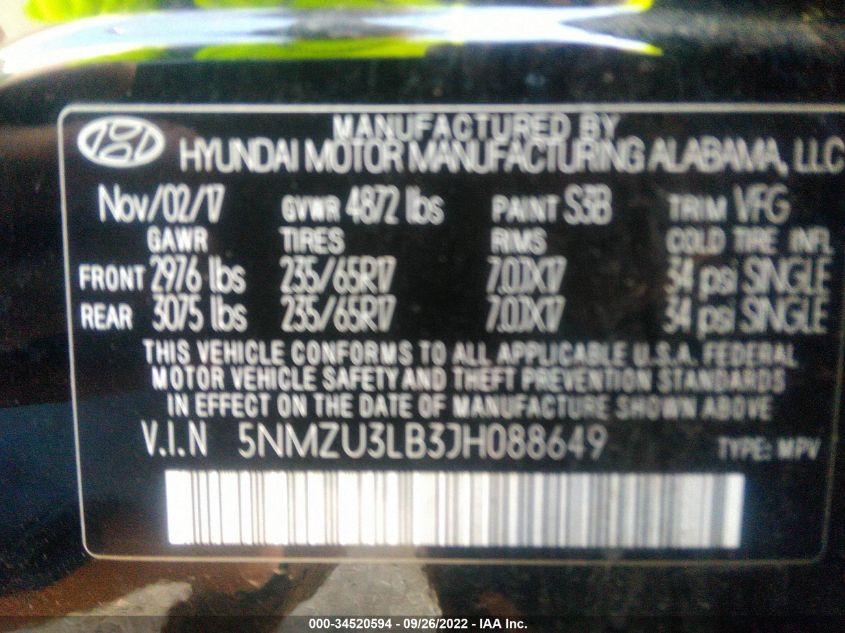 MANUFACTURED BY
HYUNDAI MOTOR MANUFACTURING ALABAMA, LLC
Nov/02/17 GVWR 4872 lbs PAINT S3B TRIM VFG
GAWR TIRES RIMS COLD TIRE INFL
FRONT 2976 lbs 235/65R17 7.0JX17 34 psi SINGLE
REAR 3075 lbs 235/65R17 7.0JX17 34 psi SINGLE
THIS VEHICLE CONFORMS TO ALL APPLICABLE U.S.A. FEDERAL
MOTOR VEHICLE SAFETY AND THEFT PREVENTION STANDARDS
IN EFFECT ON THE DATE OF MANUFACTURE SHOWN ABOVE.
V.I.N 5NMZU3LB3JH088649 TYPE: MPV
000-34520594 - 09/26/2022 - IAA Inc.